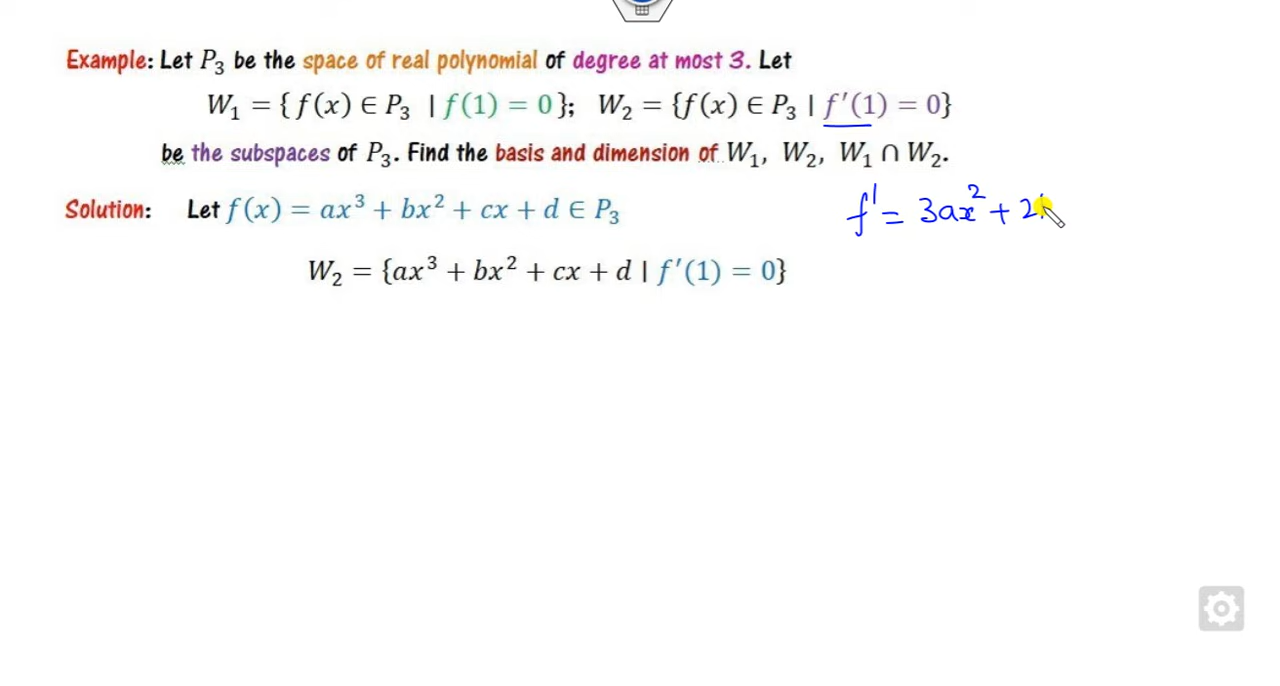 Example: Let P₃ be the space of real polynomial of degree at most 3. Let
W₁ = { f(x) ∈ P₃ | f(1) = 0 }; W₂ = {f(x) ∈ P₃ | f′(1) = 0}
be the subspaces of P₃. Find the basis and dimension of W₁, W₂, W₁ ∩ W₂.
Solution: Let f(x) = ax³ + bx² + cx + d ∈ P₃
f′ = 3ax² + 2
W₂ = {ax³ + bx² + cx + d | f′(1) = 0}